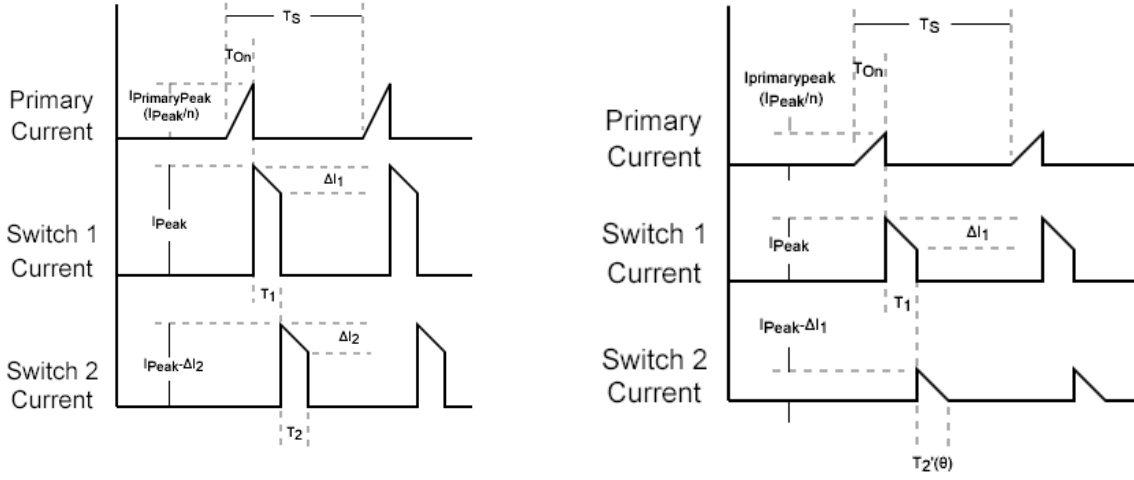 TS
TOn
IPrimaryPeak
(IPeak/n)
Primary
Current
ΔI1
IPeak
Switch 1
Current
T1
ΔI2
IPeak-ΔI2
Switch 2
Current
T2
TS
TOn
Iprimarypeak
(IPeak/n)
Primary
Current
ΔI1
IPeak
Switch 1
Current
T1
IPeak-ΔI1
Switch 2
Current
T2'(θ)